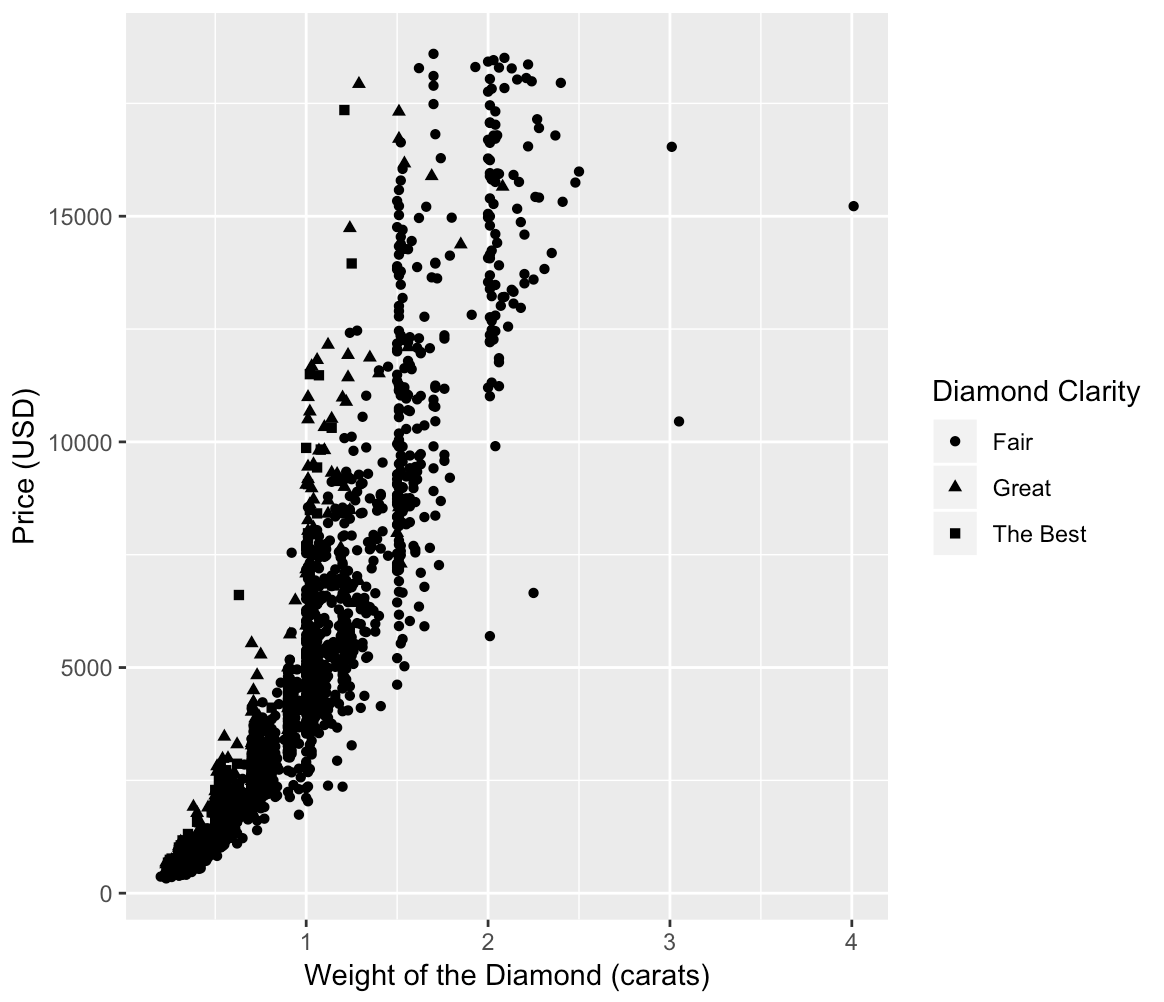 15000
10000
5000
0
Price (USD)
1 2 3 4
Weight of the Diamond (carats)
Diamond Clarity
Fair
Great
The Best